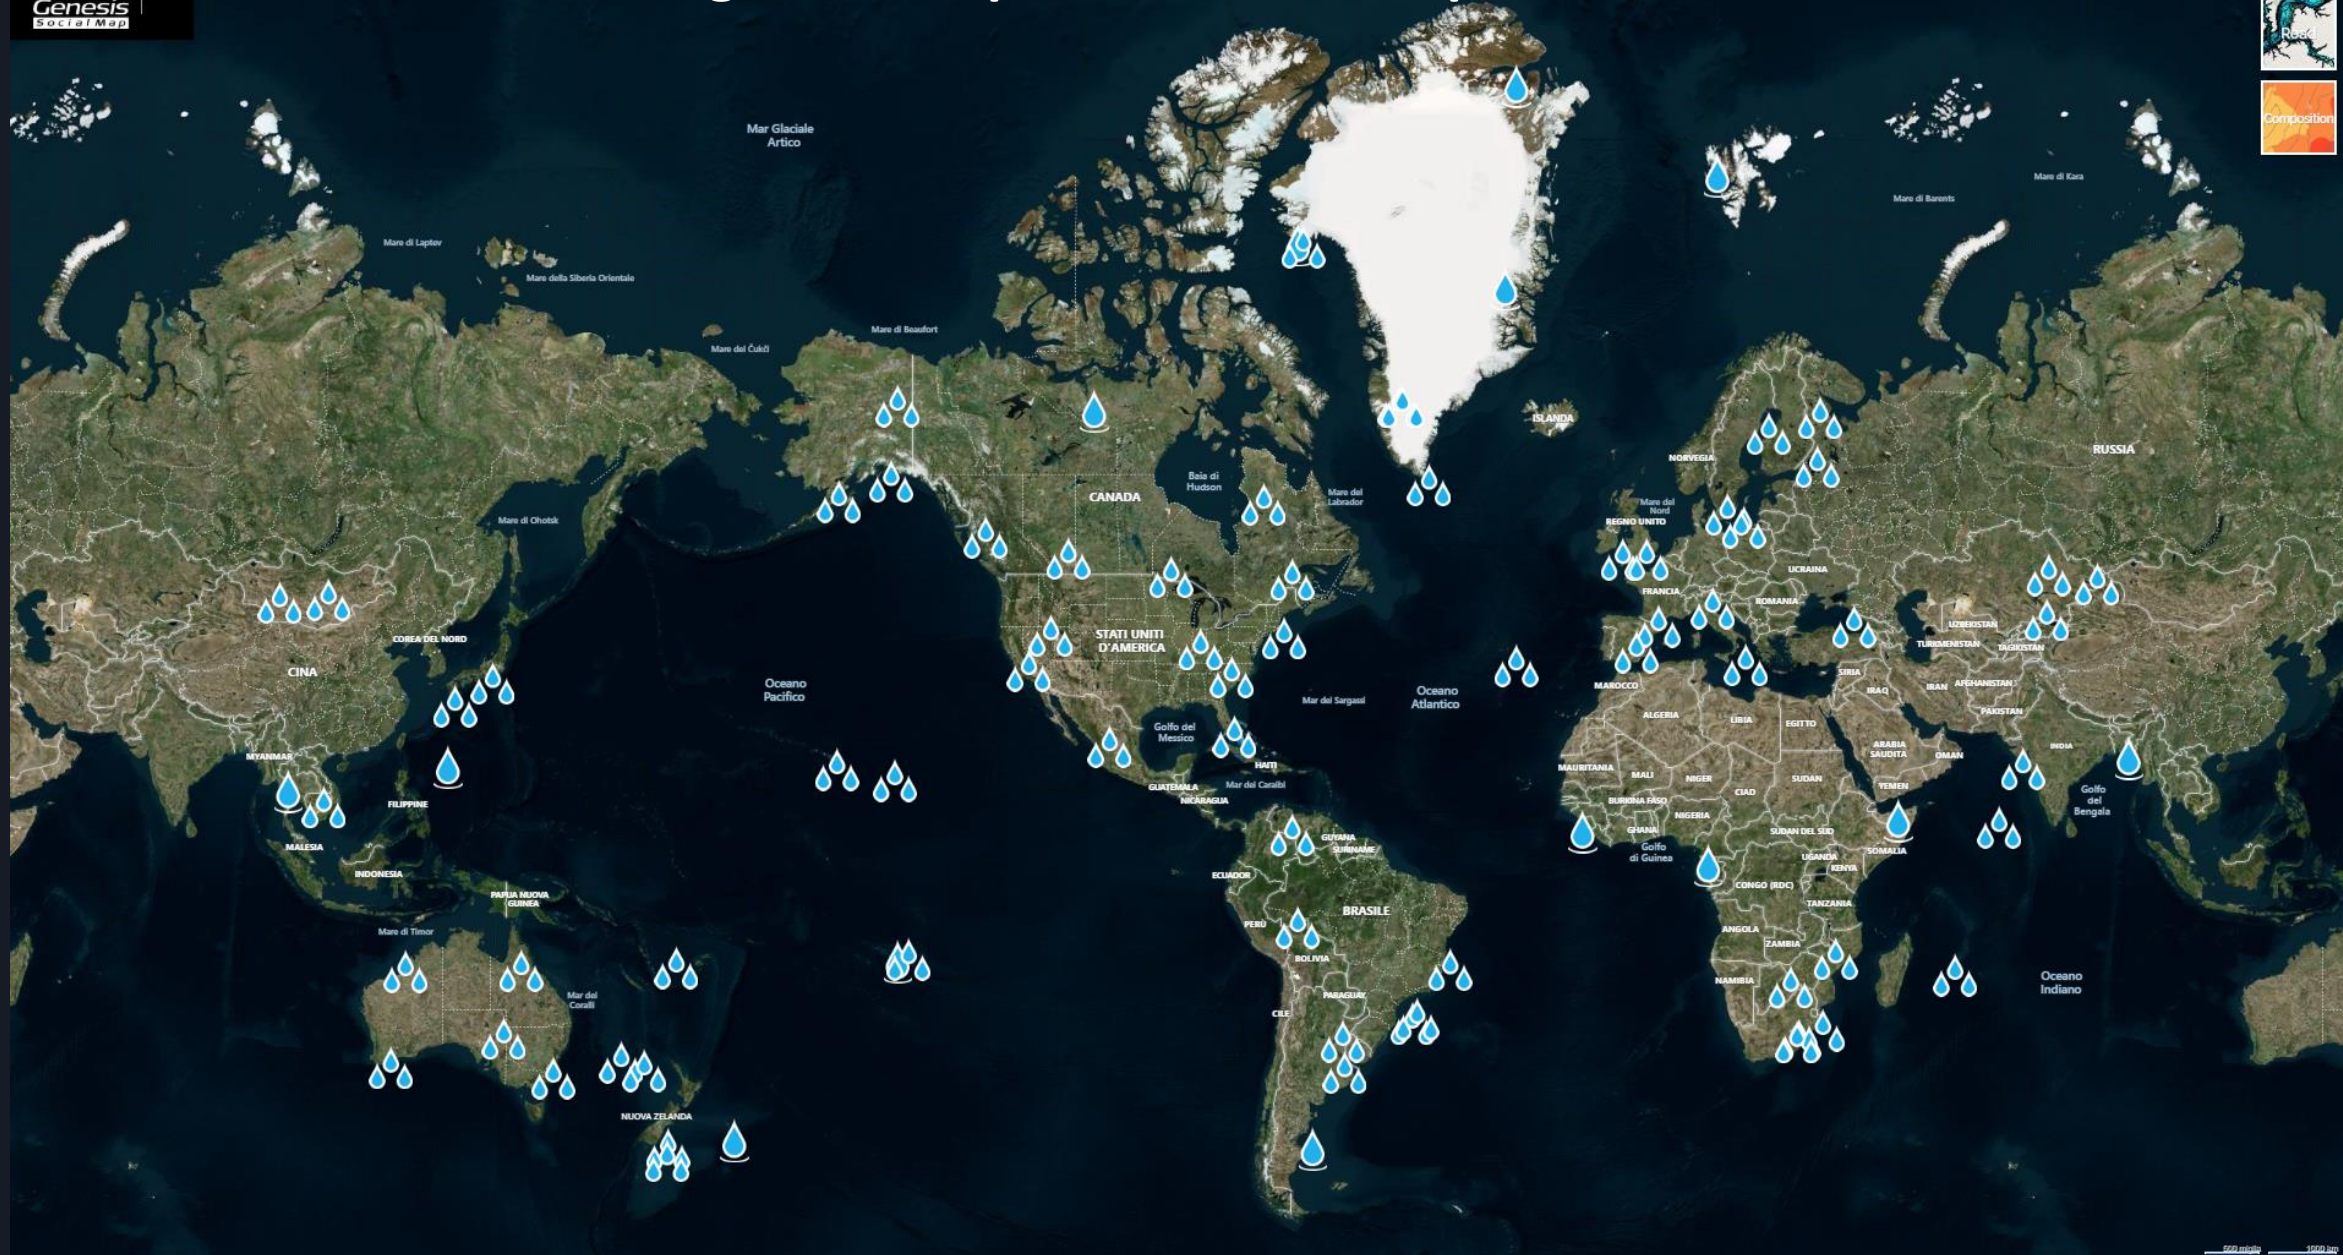 Genesis
Social Map
Road
Composition
Mar Glaciale
Artico
Mare di Kara
Mare di Barents
Mare di Laptev
Mare della Siberia Orientale
Mare di Beaufort
Mare dei Čukči
ISLANDA
RUSSIA
NORVEGIA
Baia di
Hudson
CANADA
Mare del
Labrador
Mare del
Nord
Mare di Ohotsk
REGNO UNITO
UCRAINA
FRANCIA
ROMANIA
UZBEKISTAN
COREA DEL NORD
STATI UNITI
D'AMERICA
TURKMENISTAN
TAGIKISTAN
CINA
SIRIA
Oceano
Pacifico
MAROCCO
IRAQ
IRAN
AFGHANISTAN
Mar dei Sargassi
Oceano
Atlantico
PAKISTAN
ALGERIA
LIBIA
EGITTO
Golfo del
Messico
INDIA
ARABIA
SAUDITA
OMAN
MYANMAR
HAITI
MAURITANIA
MALI
NIGER
SUDAN
GUATEMALA
Mar dei Caraibi
YEMEN
CIAD
Golfo
del
Bengala
NICARAGUA
FILIPPINE
BURKINA FASO
NIGERIA
GHANA
SUDAN DEL SUD
GUYANA
SURINAME
MALESIA
Golfo
di Guinea
SOMALIA
UGANDA
KENYA
INDONESIA
ECUADOR
CONGO (RDC)
PAPUA NUOVA
GUINEA
TANZANIA
BRASILE
PERÙ
Mare di Timor
ANGOLA
ZAMBIA
BOLIVIA
NAMIBIA
Oceano
Indiano
Mar dei
Coralli
PARAGUAY
CILE
NUOVA ZELANDA
600 miglia
1000 km